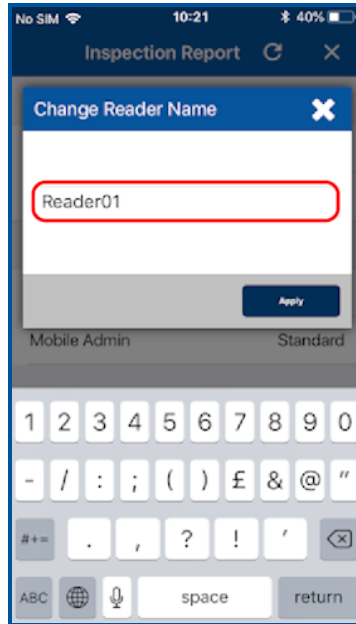 No SIM 10:21 40%
Inspection Report
Change Reader Name
Reader01
Apply
Mobile Admin Standard
1 2 3 4 5 6 7 8 9 0
- / : ; ( ) £ & @ "
#+= . , ? ! '
ABC space return